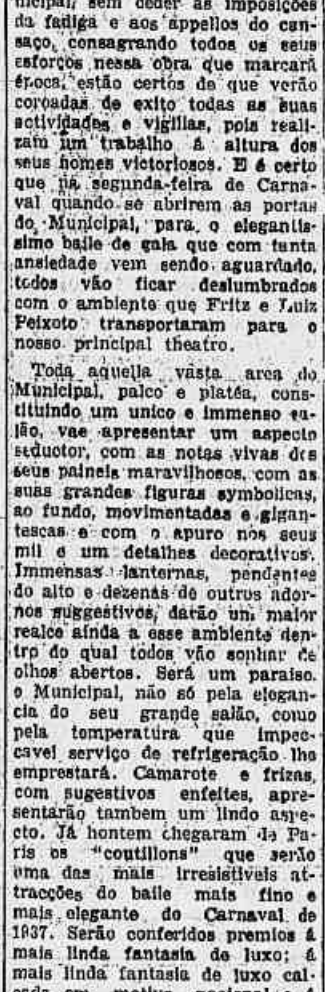 nicipal, sem ceder ás imposições
da fadiga e aos appellos do can-
saço, consagrando todos os seus
esforços nessa obra que marcará
época, estão certos de que verão
coroadas de exito todas as suas
actividades e vigilias, pois reali-
zam um trabalho á altura dos
seus nomes victoriosos. E é certo
que na segunda-feira de Carna-
val quando se abrirem as portas
do Municipal, para o elegantis-
simo baile de gala que com tanta
ansiedade vem sendo aguardado,
todos vão ficar deslumbrados
com o ambiente que Fritz e Luiz
Peixoto transportaram para o
nosso principal theatro.
Toda aquella vasta area do
Municipal, palco e platéa, cons-
tituindo um unico e immenso sa-
lão, vae apresentar um aspecto
seductor, com as notas vivas dos
seus paineis maravilhosos, com as
suas grandes figuras symbolicas,
ao fundo, movimentadas e gigan-
tescas e com o apuro nos seus
mil e um detalhes decorativos.
Immensas lanternas, pendentes
do alto e dezenas de outros ador-
nos suggestivos, darão um maior
realce ainda a esse ambiente den-
tro do qual todos vão sonhar de
olhos abertos. Será um paraiso.
o Municipal, não só pela elegan-
cia do seu grande salão, como
pela temperatura que impec-
cavel serviço de refrigeração lhe
emprestará. Camarote e frizas,
com sugestivos enfeites, apre-
sentarão tambem um lindo aspe-
cto. Já hontem chegaram de Pa-
ris os "coutillons" que serão
uma das mais irresistiveis at-
tracções do baile mais fino e
mais elegante do Carnaval de
1937. Serão conferidos premios á
mais linda fantasia de luxo; á
mais linda fantasia de luxo cal-